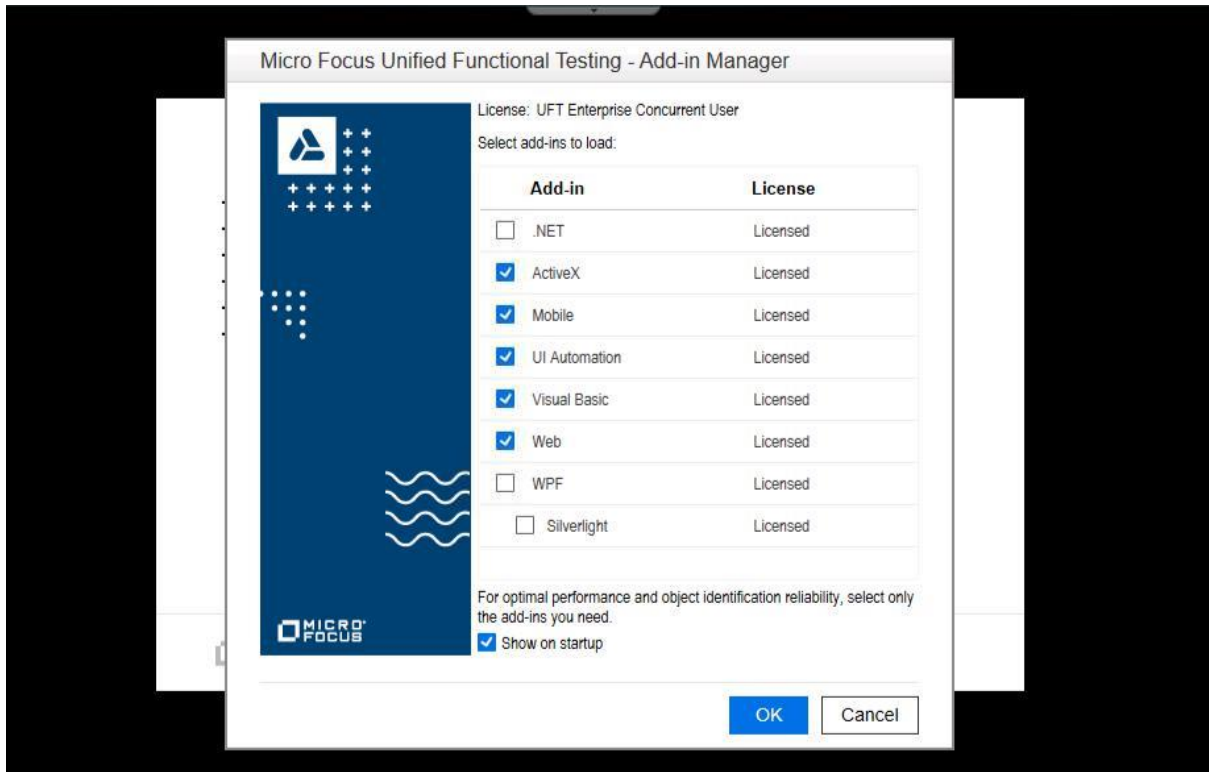 Micro Focus Unified Functional Testing - Add-in Manager
License: UFT Enterprise Concurrent User
Select add-ins to load:
Add-in License
.NET Licensed
ActiveX Licensed
Mobile Licensed
UI Automation Licensed
Visual Basic Licensed
Web Licensed
WPF Licensed
Silverlight Licensed
For optimal performance and object identification reliability, select only
the add-ins you need.
Show on startup
MICRO
FOCUS
OK Cancel